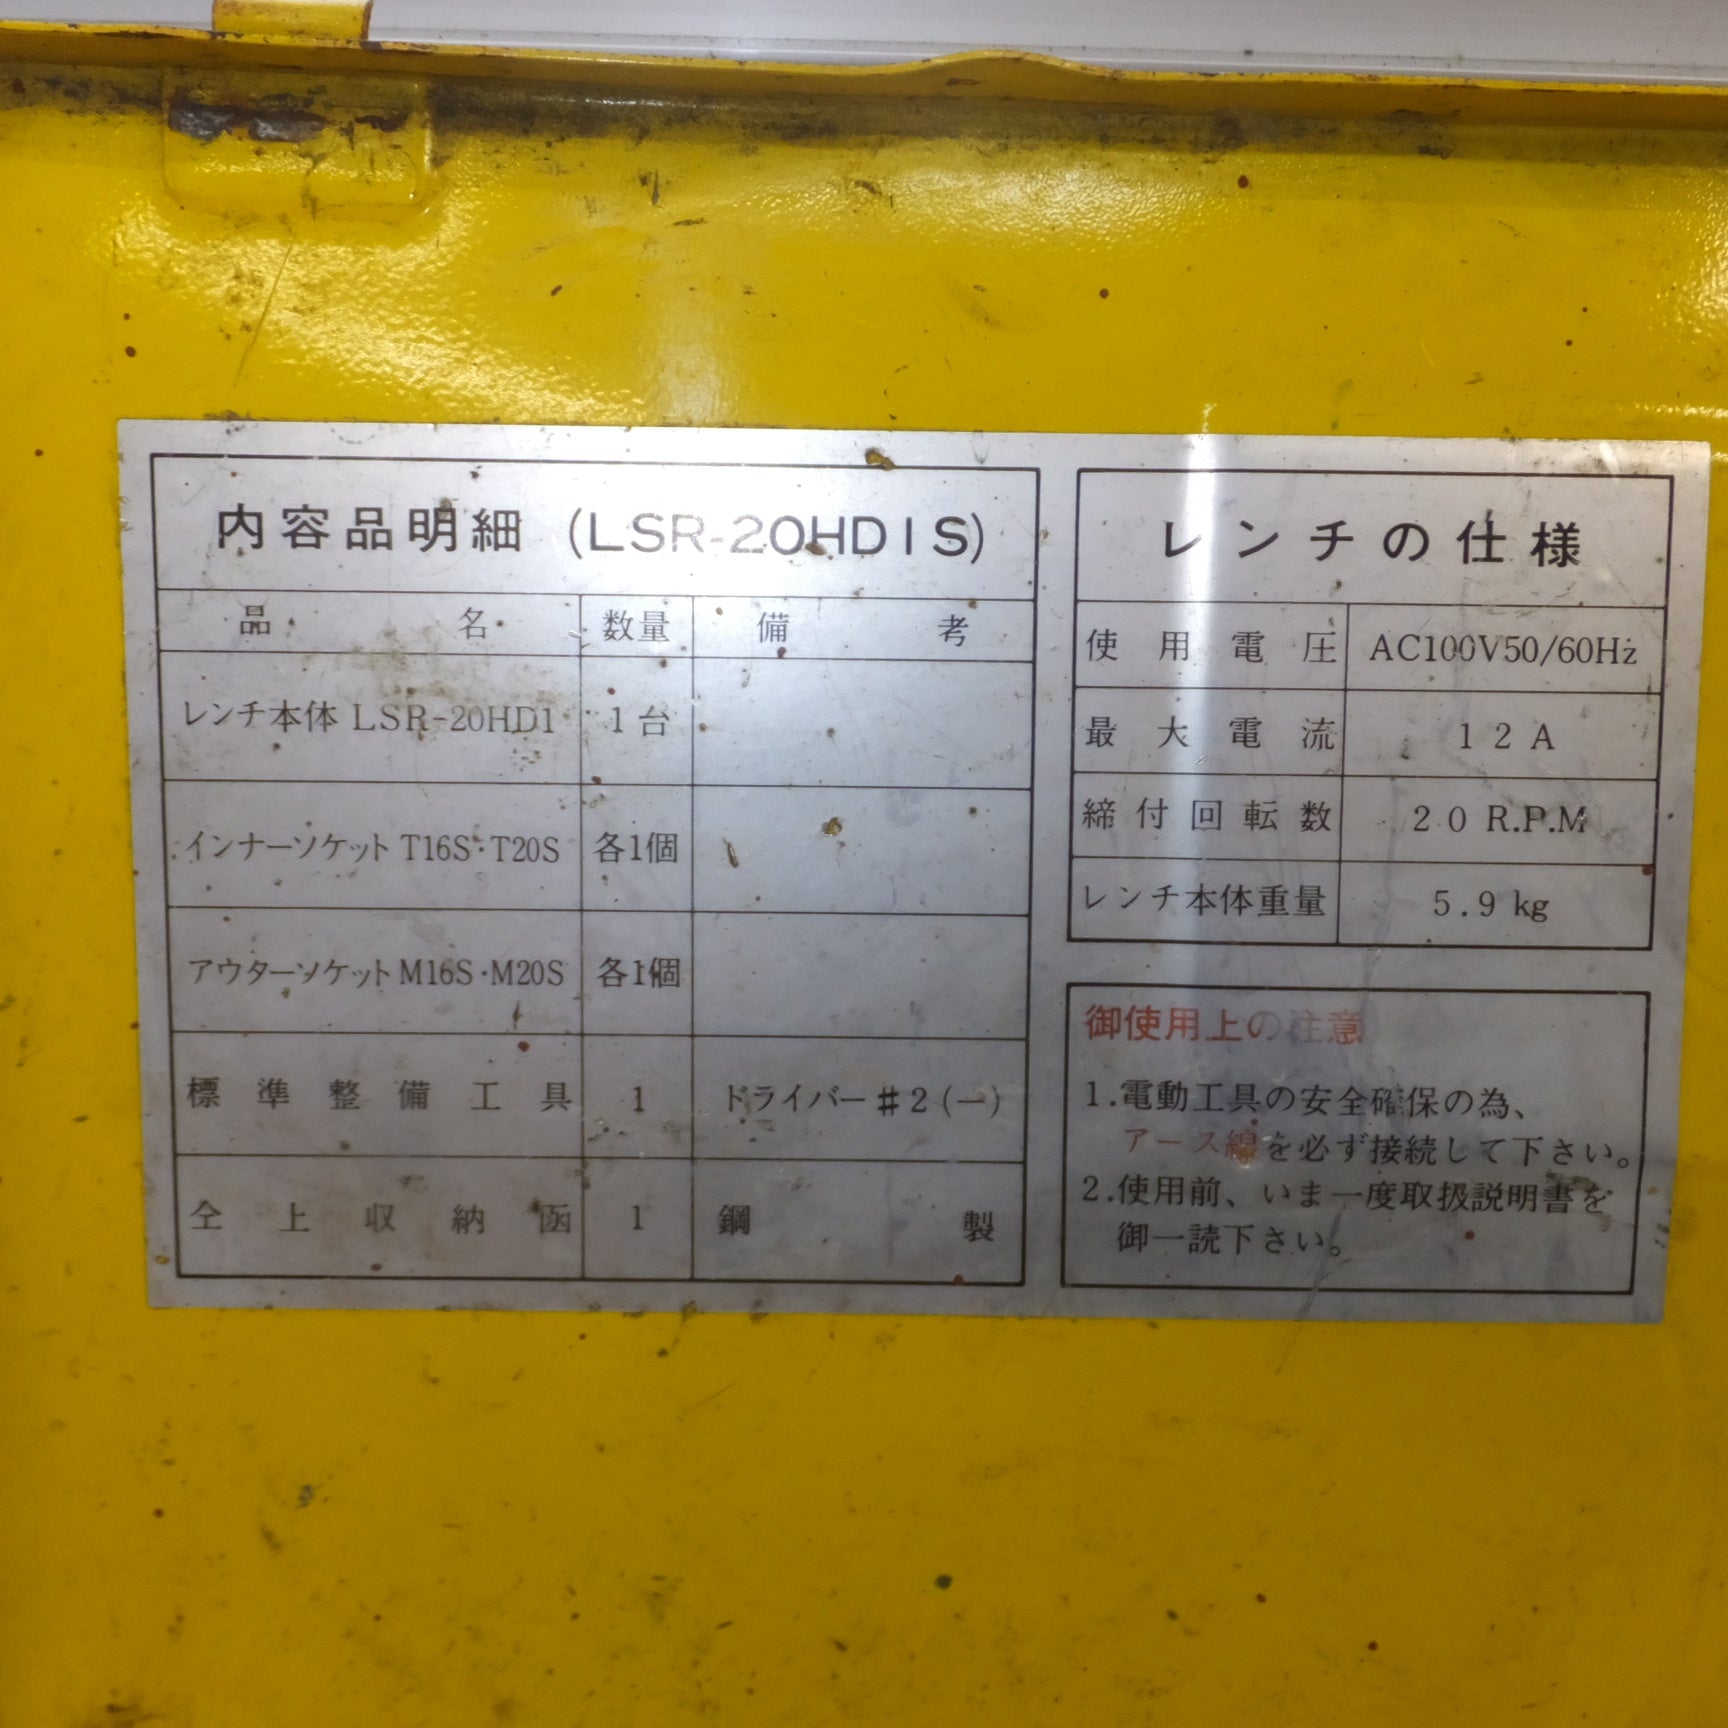 内容品明細 (LSR-20HD1S)
品名 数量 備考
レンチ本体 LSR-20HD1 1台
インナーソケット T16S・T20S 各1個
アウターソケット M16S・M20S 各1個
標準整備工具 1 ドライバー#2(一)
仝上収納函 1 鋼製
レンチの仕様
使用電圧 AC100V50/60Hz
最大電流 12A
締付回転数 20 R.P.M
レンチ本体重量 5.9 kg
御使用上の注意
1.電動工具の安全確保の為、
アース線を必ず接続して下さい。
2.使用前、いま一度取扱説明書を
御一読下さい。